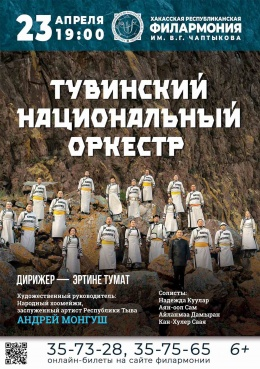 23 АПРЕЛЯ
19:00
ХАКАССКАЯ РЕСПУБЛИКАНСКАЯ
ФИЛАРМОНИЯ
ИМ. В.Г. ЧАПТЫКОВА
ТУВИНСКИЙ
НАЦИОНАЛЬНЫЙ
ОРКЕСТР
ДИРИЖЕР — ЭРТИНЕ ТУМАТ
Художественный руководитель:
Народный хоомейжи,
заслуженный артист Республики Тыва
АНДРЕЙ МОНГУШ
Солисты:
Надежда Куулар
Аян-оол Сам
Айланмаа Дамыран
Кан-Хулер Саая
35-73-28, 35-75-65 6+
онлайн-билеты на сайте филармонии